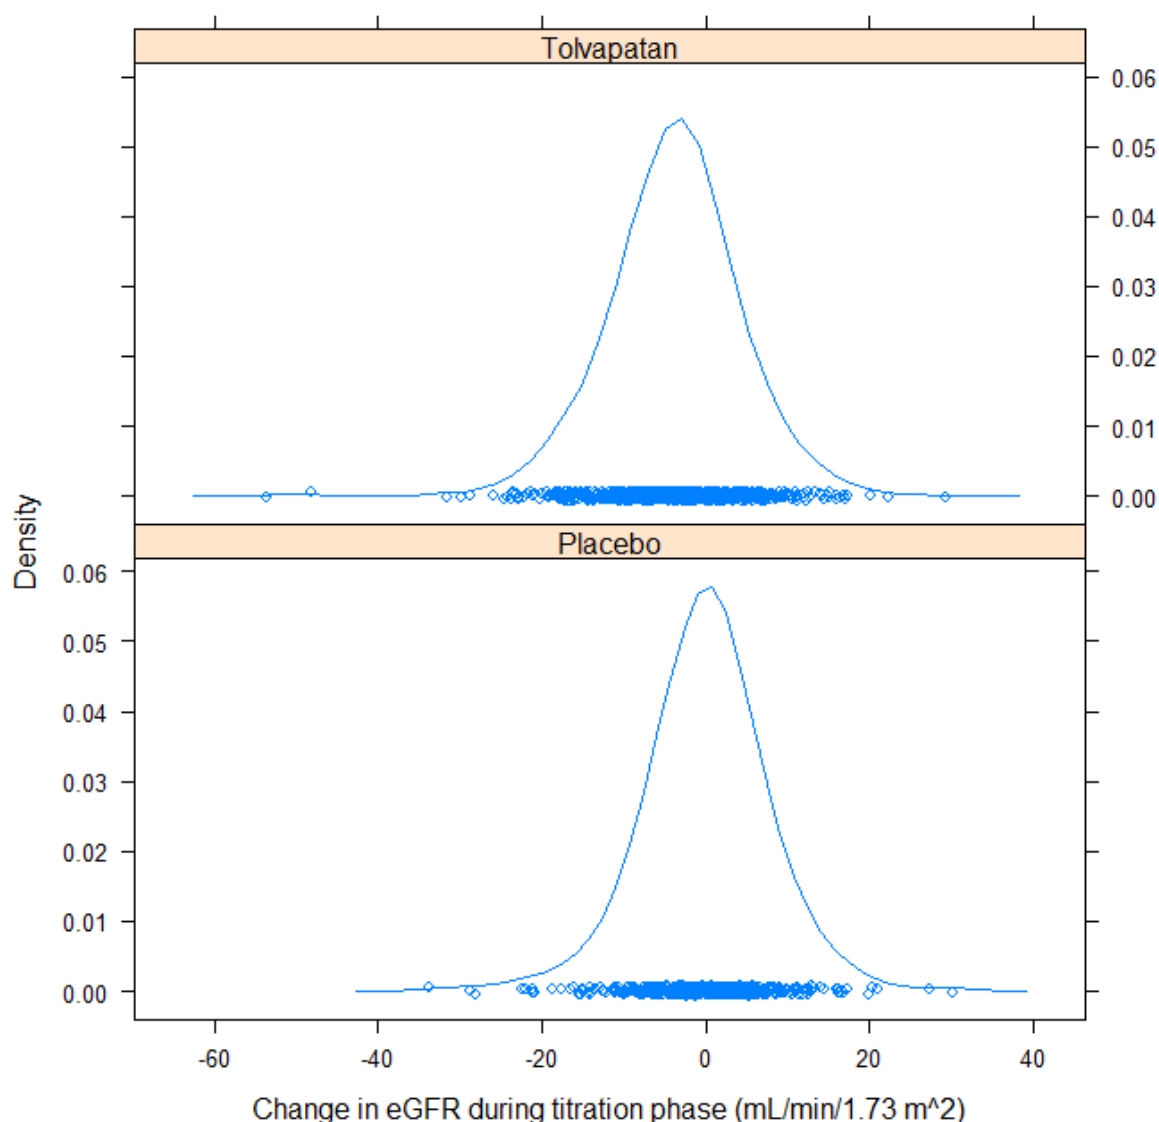 Tolvapatan
0.06
0.05
0.04
0.03
0.02
0.01
0.00
Density
Placebo
0.06
0.05
0.04
0.03
0.02
0.01
0.00
-60 -40 -20 0 20 40
Change in eGFR during titration phase (mL/min/1.73 m^2)